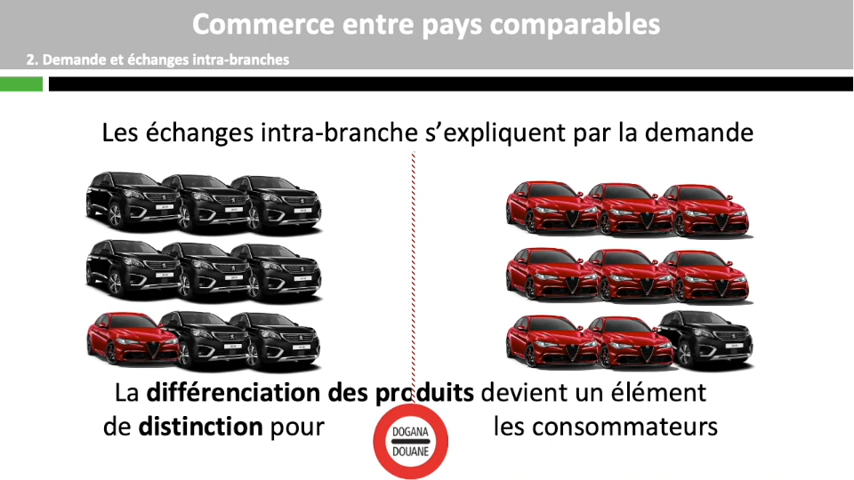 Commerce entre pays comparables
2. Demande et échanges intra-branches
Les échanges intra-branche s’expliquent par la demande
La différenciation des produits devient un élément
de distinction pour les consommateurs
DOGANA
DOUANE